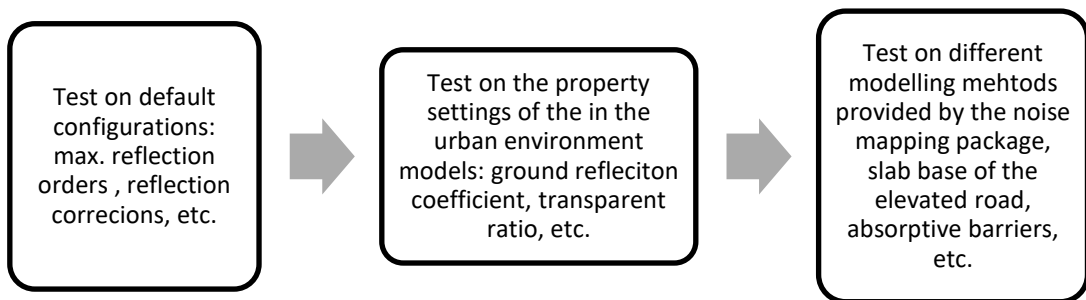 Test on default
configurations:
max. reflection
orders , reflection
correcions, etc.
Test on the property
settings of the in the
urban environment
models: ground refleciton
coefficient, transparent
ratio, etc.
Test on different
modelling mehtods
provided by the noise
mapping package,
slab base of the
elevated road,
absorptive barriers,
etc.